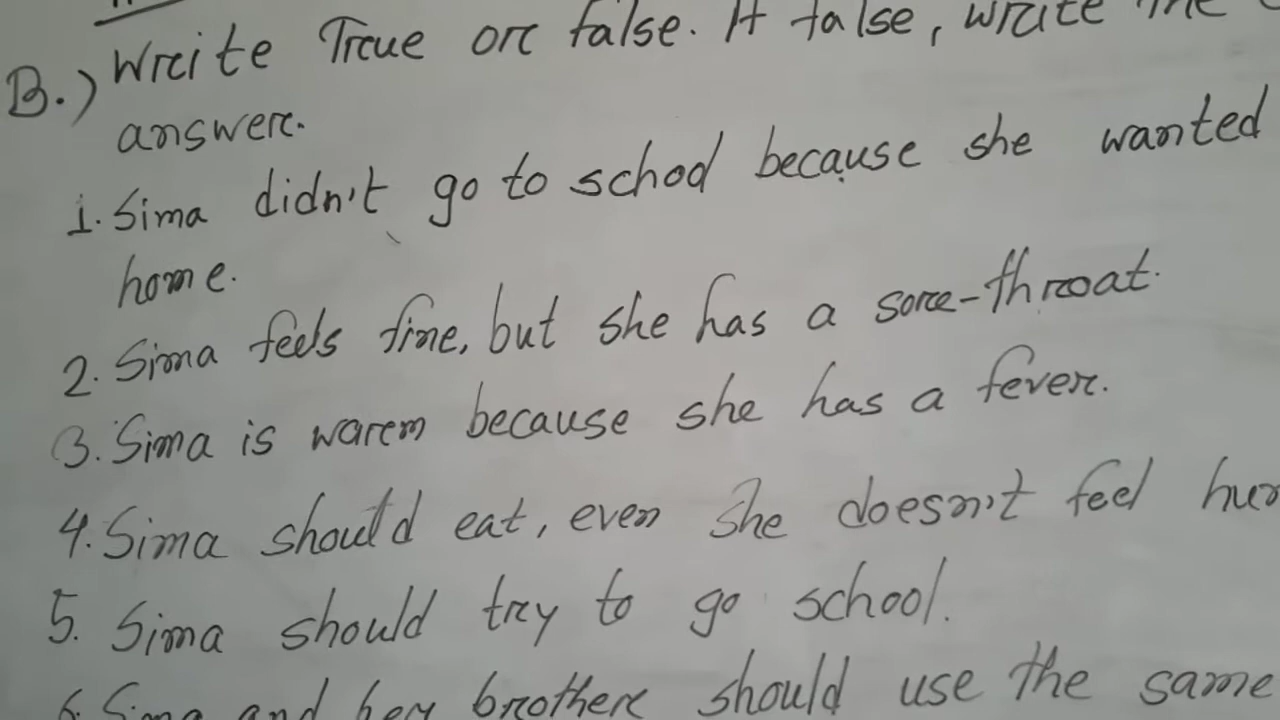 B.) Write True or false. If false, write the
answer.
1. Sima didn't go to school because she wanted
home.
2. Sima feels fine, but she has a sore-throat.
3. Sima is warm because she has a fever.
4. Sima should eat, even she doesn't feel
5. Sima should try to go school.
6. Sima and her brother should use the same